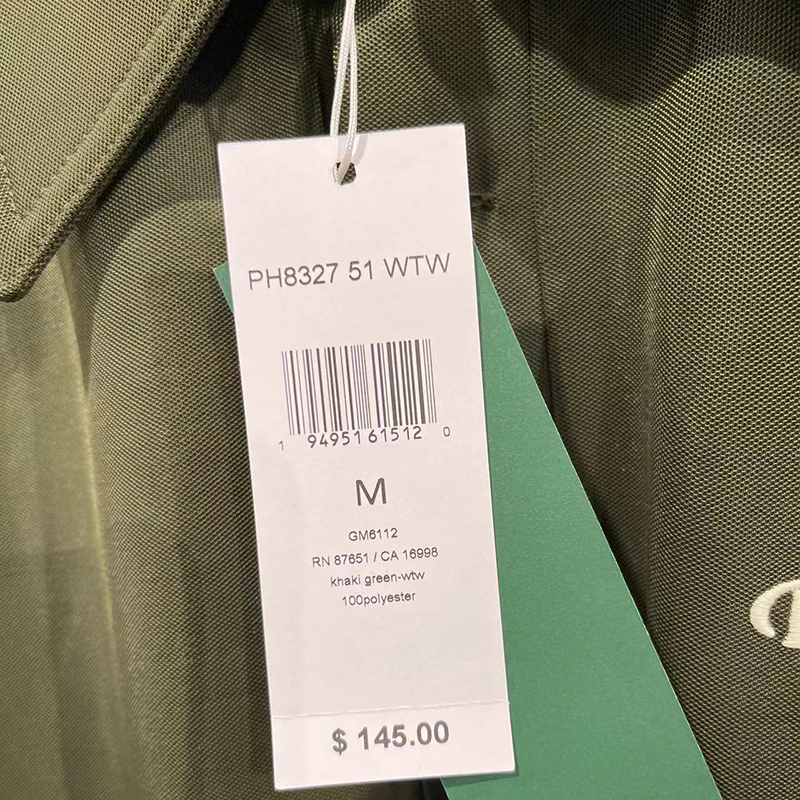 PH8327 51 WTW
1 94951 61512 0
M
GM6112
RN 87651 / CA 16998
khaki green-wtw
100polyester
$ 145.00